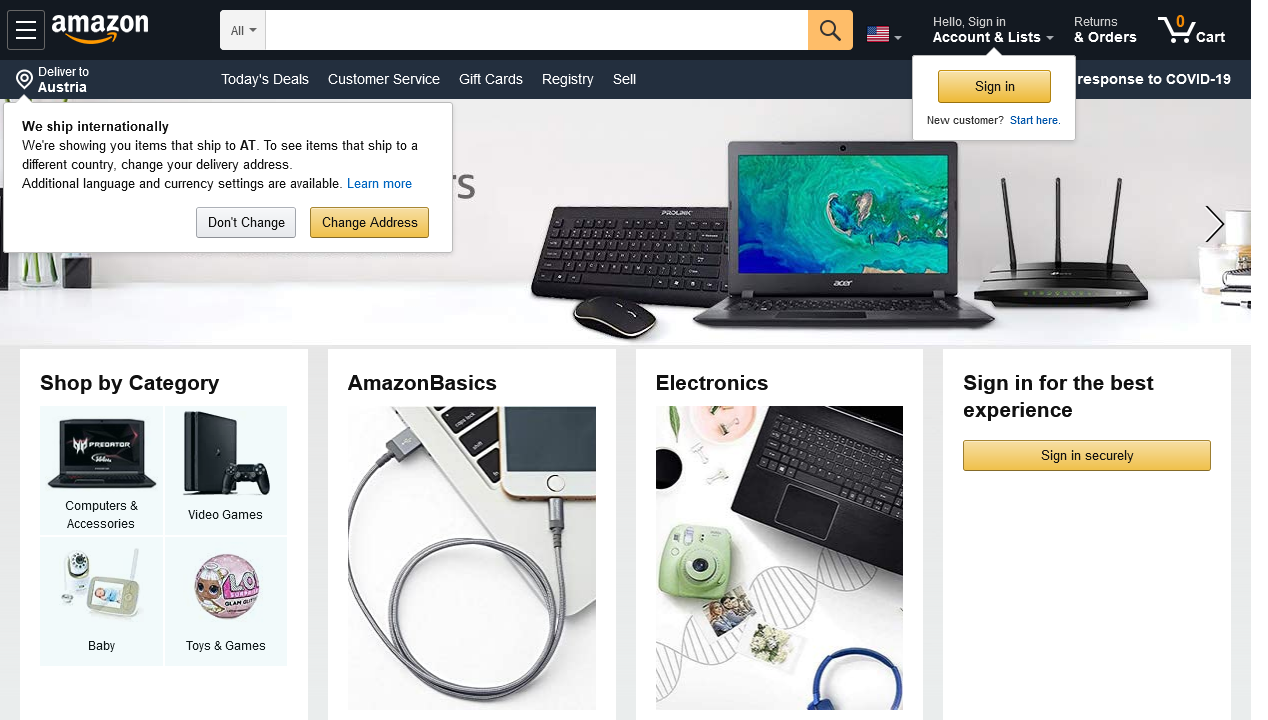 amazon
All
Hello, Sign in
Account & Lists
Returns
& Orders
0
Cart
Deliver to
Austria
Today's Deals
Customer Service
Gift Cards
Registry
Sell
response to COVID-19
Sign in
New customer? Start here.
We ship internationally
We're showing you items that ship to AT. To see items that ship to a
different country, change your delivery address.
Additional language and currency settings are available. Learn more
Don't Change
Change Address
PROLINK
acer
Shop by Category
PREDATOR
Computers &
Accessories
Video Games
Baby
Toys & Games
AmazonBasics
Electronics
Sign in for the best
experience
Sign in securely